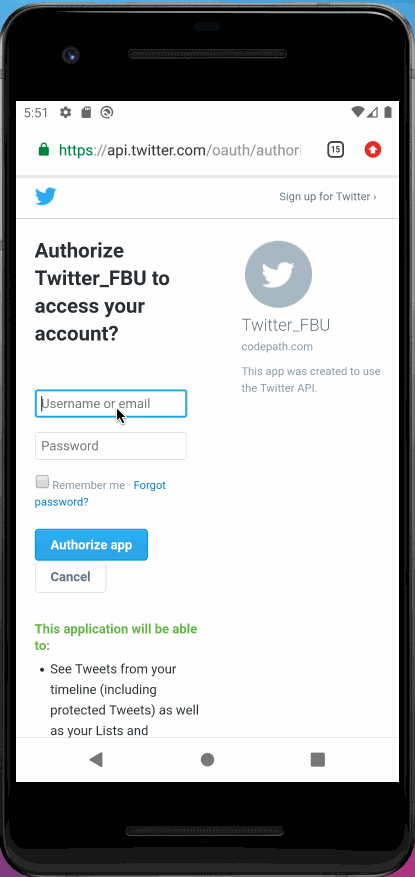 5:51
https://api.twitter.com/oauth/authori
15
Sign up for Twitter ›
Authorize
Twitter_FBU to
access your
account?
Twitter_FBU
codepath.com
This app was created to use
the Twitter API.
Username or email
Password
Remember me · Forgot
password?
Authorize app
Cancel
This application will be able
to:
• See Tweets from your
timeline (including
protected Tweets) as well
as your Lists and